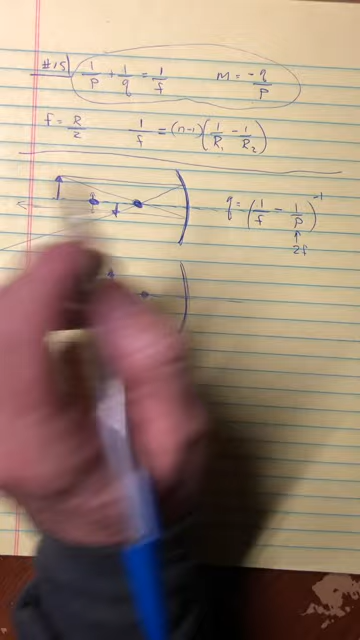 #15) 1/p + 1/q = 1/f M = -q/p
f = R/2 1/f = (n-1)(1/R₁ - 1/R₂)
q = (1/f - 1/p)⁻¹
↑
2f